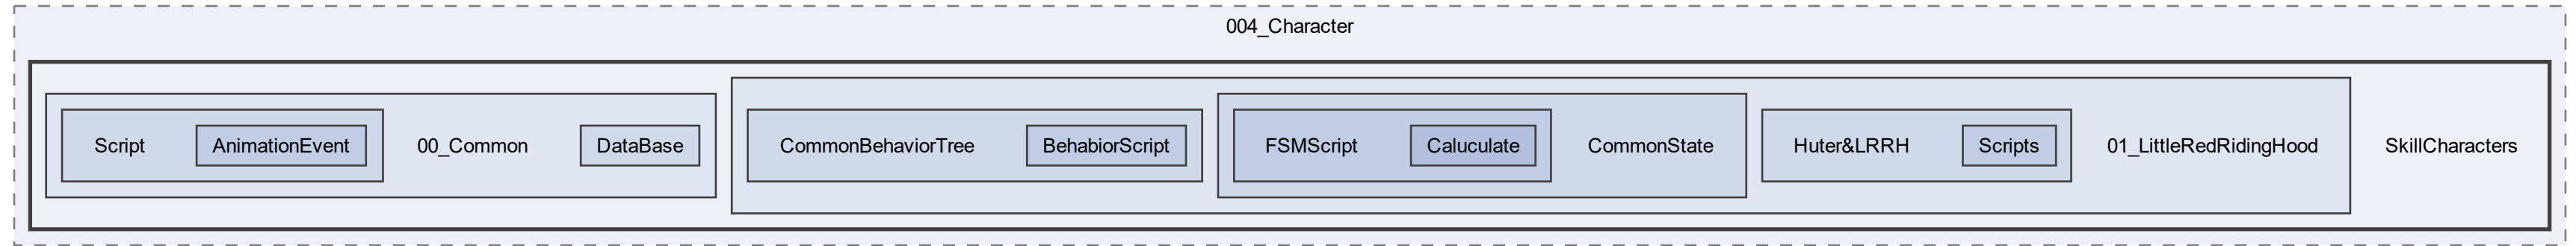 004_Character
Script
AnimationEvent
00_Common
DataBase
CommonBehaviorTree
BehabiorScript
FSMScript
Caluculate
CommonState
Huter&LRRH
Scripts
01_LittleRedRidingHood
SkillCharacters